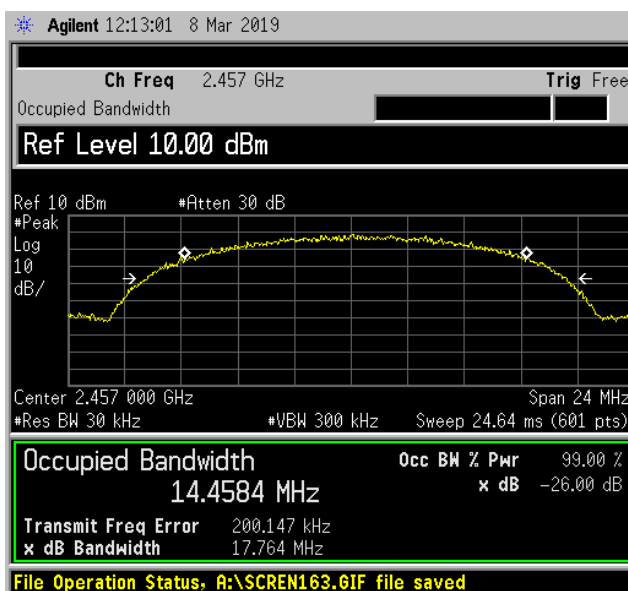 Agilent 12:13:01 8 Mar 2019
Ch Freq 2.457 GHz Trig Free
Occupied Bandwidth
Ref Level 10.00 dBm
Ref 10 dBm #Atten 30 dB
#Peak
Log
10
dB/
Center 2.457 000 GHz Span 24 MHz
#Res BW 30 kHz #VBW 300 kHz Sweep 24.64 ms (601 pts)
Occupied Bandwidth Occ BW % Pwr 99.00 %
14.4584 MHz x dB -26.00 dB
Transmit Freq Error 200.147 kHz
x dB Bandwidth 17.764 MHz
File Operation Status, A:\SCREN163.GIF file saved